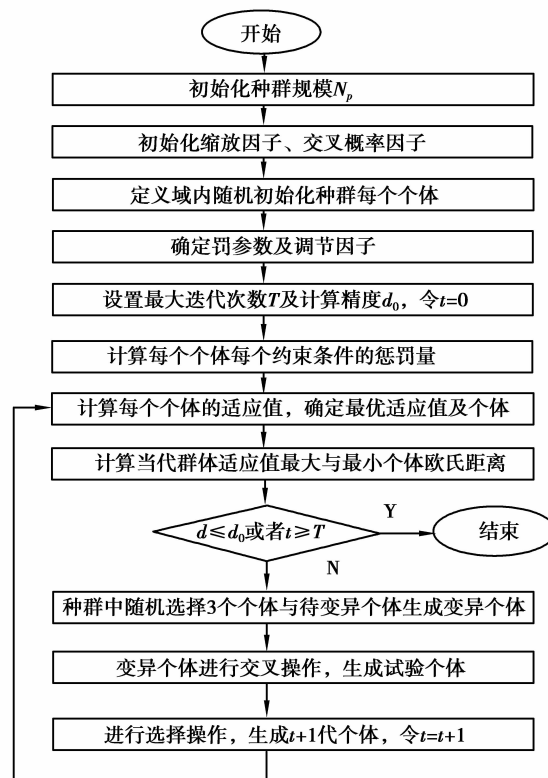 开始
初始化种群规模Np
初始化缩放因子、交叉概率因子
定义域内随机初始化种群每个个体
确定罚参数及调节因子
设置最大迭代次数T及计算精度d0，令t=0
计算每个个体每个约束条件的惩罚量
计算每个个体的适应值，确定最优适应值及个体
计算当代群体适应值最大与最小个体欧氏距离
d≤d0或者t≥T
Y
结束
N
种群中随机选择3个个体与待变异个体生成变异个体
变异个体进行交叉操作，生成试验个体
进行选择操作，生成t+1代个体，令t=t+1